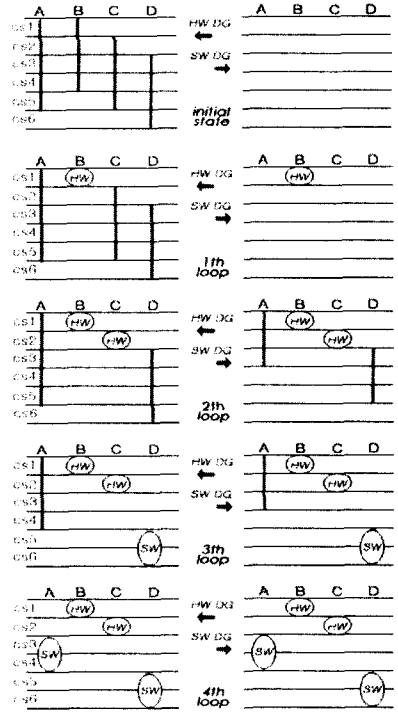 A B C D HW DG A B C D
cs1
cs2
cs3 SW DG
cs4
cs5 initial
cs6 state
A B C D HW DG A B C D
cs1 HW HW
cs2
cs3 SW DG
cs4
cs5 1th
cs6 loop
A B C D HW DG A B C D
cs1 HW HW
cs2 HW HW
cs3 SW DG
cs4
cs5
cs6 2th
loop
A B C D HW DG A B C D
cs1 HW HW
cs2 HW HW
cs3 SW DG
cs4
cs5 SW 3th SW
cs6 loop
A B C D HW DG A B C D
cs1 HW HW
cs2 HW HW
cs3 SW SW DG SW
cs4
cs5 SW 4th SW
cs6 loop